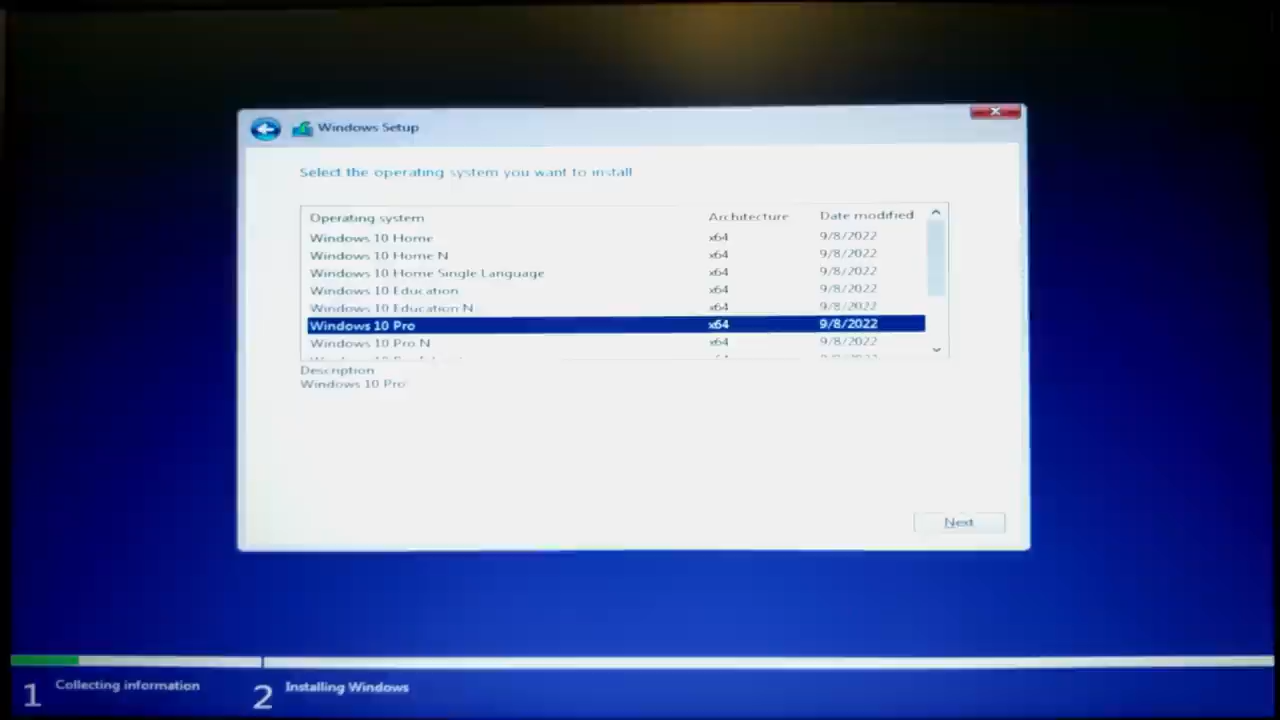 Windows Setup
Select the operating system you want to install
Operating system Architecture Date modified
Windows 10 Home x64 9/8/2022
Windows 10 Home N x64 9/8/2022
Windows 10 Home Single Language x64 9/8/2022
Windows 10 Education x64 9/8/2022
Windows 10 Education N x64 9/8/2022
Windows 10 Pro x64 9/8/2022
Windows 10 Pro N x64 9/8/2022
Description
Windows 10 Pro
Next
1 Collecting information 2 Installing Windows